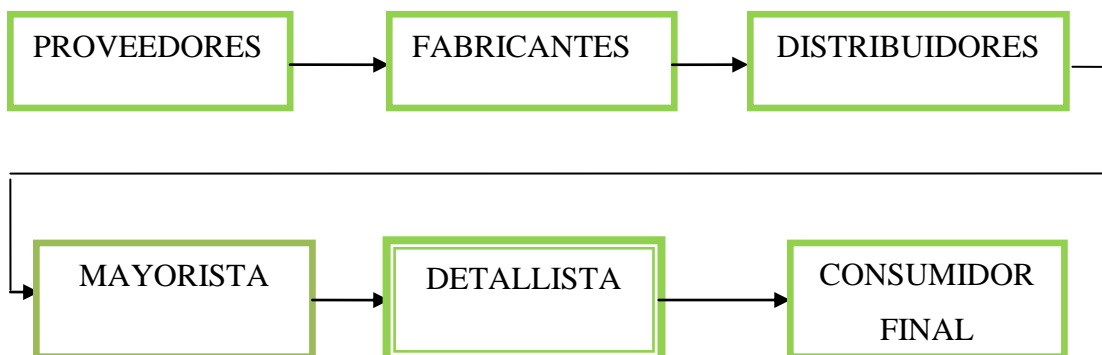 PROVEEDORES
FABRICANTES
DISTRIBUIDORES
MAYORISTA
DETALLISTA
CONSUMIDOR
FINAL